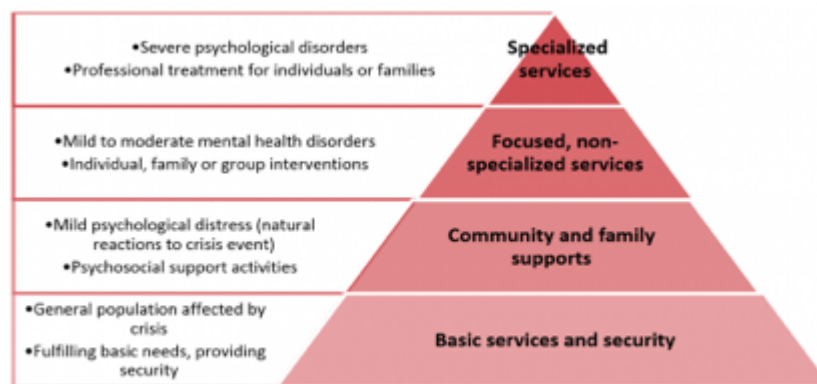 •Severe psychological disorders
•Professional treatment for individuals or families
Specialized
services
•Mild to moderate mental health disorders
•Individual, family or group interventions
Focused, non-
specialized services
•Mild psychological distress (natural
reactions to crisis event)
•Psychosocial support activities
Community and family
supports
•General population affected by
crisis
•Fulfilling basic needs, providing
security
Basic services and security